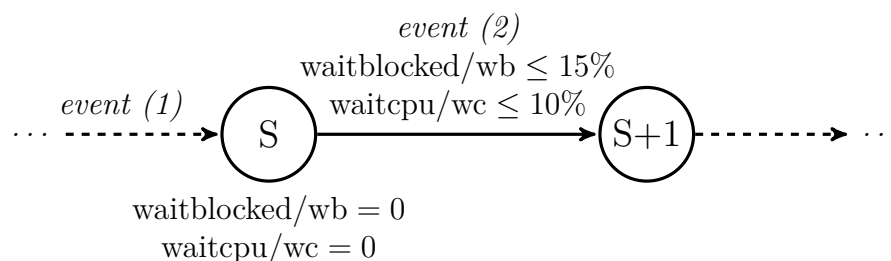 event (2)
waitblocked/wb ≤ 15%
waitcpu/wc ≤ 10%
event (1)
...
S
S+1
..
waitblocked/wb = 0
waitcpu/wc = 0